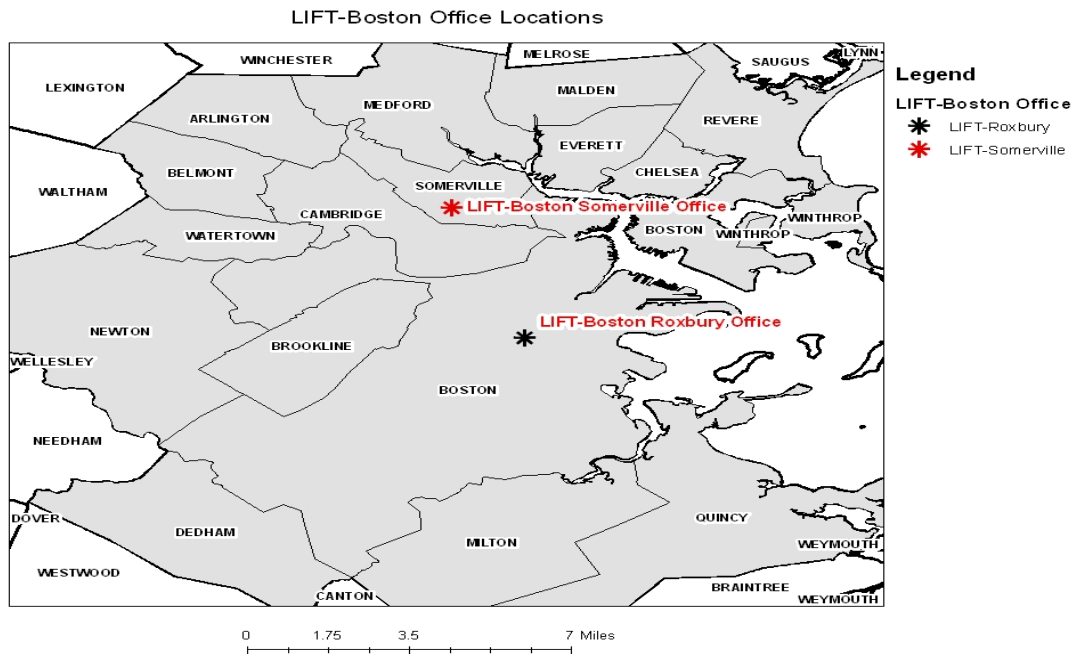 LIFT-Boston Office Locations
WINCHESTER
MELROSE
SAUGUS
LYNN
LEXINGTON
MALDEN
MEDFORD
ARLINGTON
REVERE
EVERETT
BELMONT
CHELSEA
WALTHAM
SOMERVILLE
LIFT-Boston Somerville Office
CAMBRIDGE
WINTHROP
WATERTOWN
BOSTON
WINTHROP
LIFT-Boston Roxbury Office
NEWTON
BROOKLINE
WELLESLEY
BOSTON
NEEDHAM
DOVER
QUINCY
DEDHAM
MILTON
WEYMOUTH
WESTWOOD
BRAINTREE
CANTON
WEYMOUTH
Legend
LIFT-Boston Office
LIFT-Roxbury
LIFT-Somerville
0 1.75 3.5 7 Miles